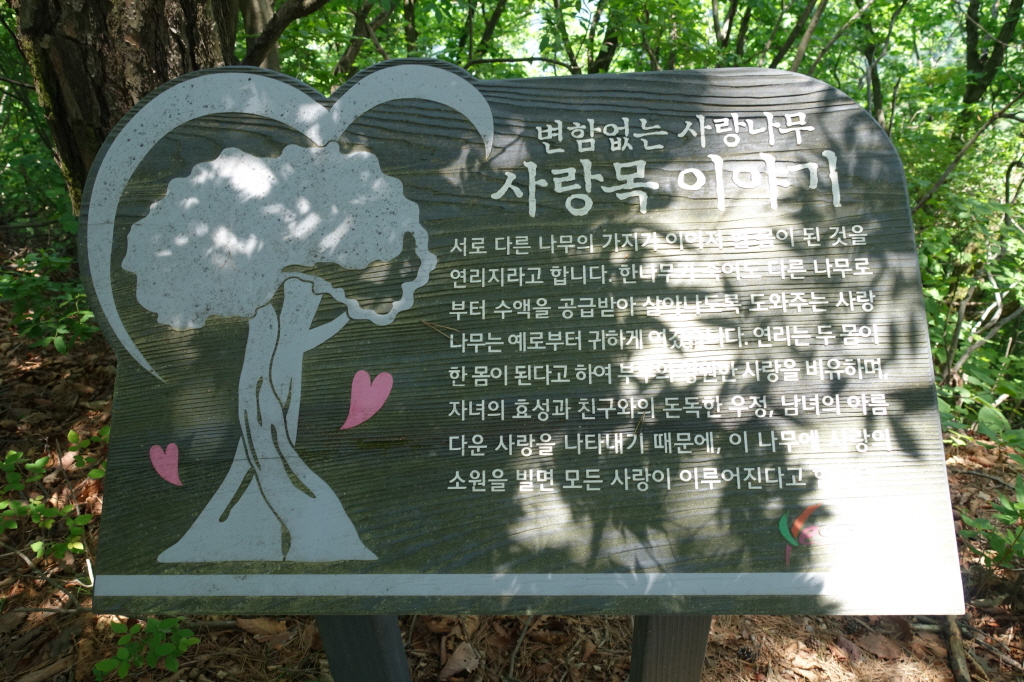 변함없는 사랑나무
사랑목 이야기
서로 다른 나무의 가지가 이어져 한 몸이 된 것을
연리지라고 합니다. 한나무가 죽어도 다른 나무로
부터 수액을 공급받아 살아나도록 도와주는 사랑
나무는 예로부터 귀하게 여겼습니다. 연리는 두 몸이
한 몸이 된다고 하여 부부의 영원한 사랑을 비유하며,
자녀의 효성과 친구와의 돈독한 우정, 남녀의 아름
다운 사랑을 나타내기 때문에, 이 나무에 사랑의
소원을 빌면 모든 사랑이 이루어진다고